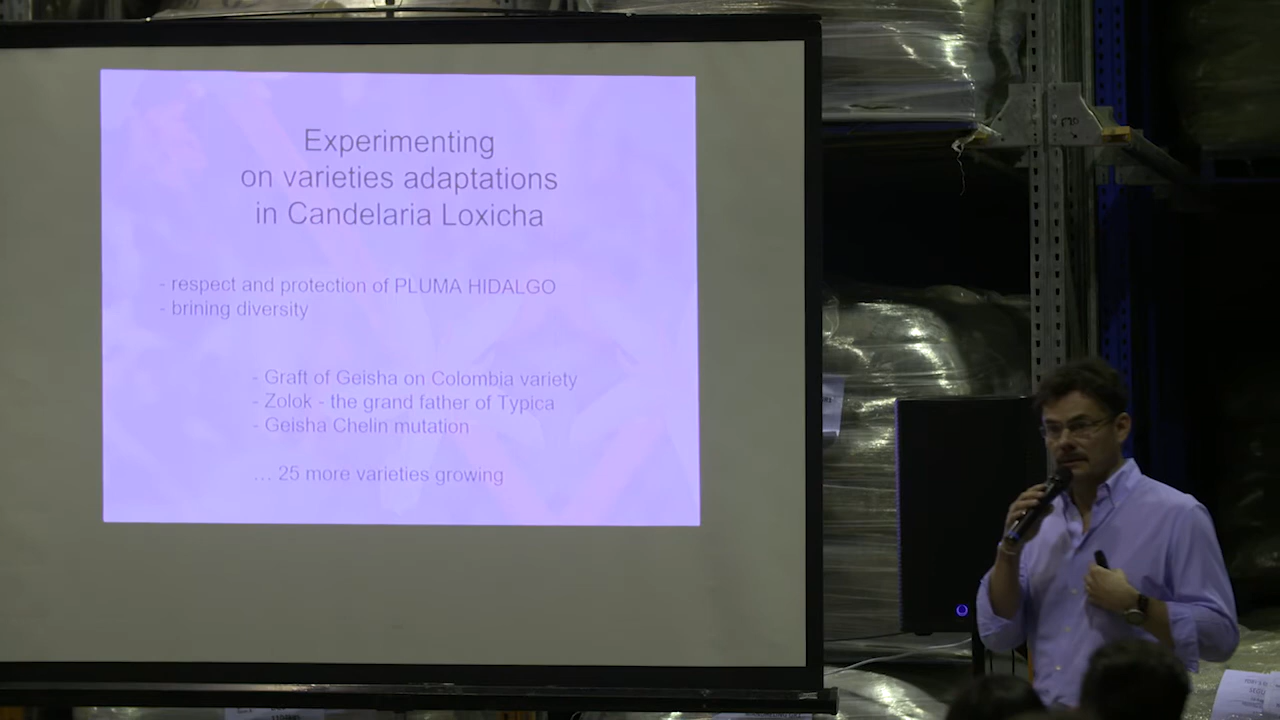 Experimenting
on varieties adaptations
in Candelaria Loxicha
- respect and protection of PLUMA HIDALGO
- brining diversity
- Graft of Geisha on Colombia variety
- Zolok - the grand father of Typica
- Geisha Chelin mutation
... 25 more varieties growing